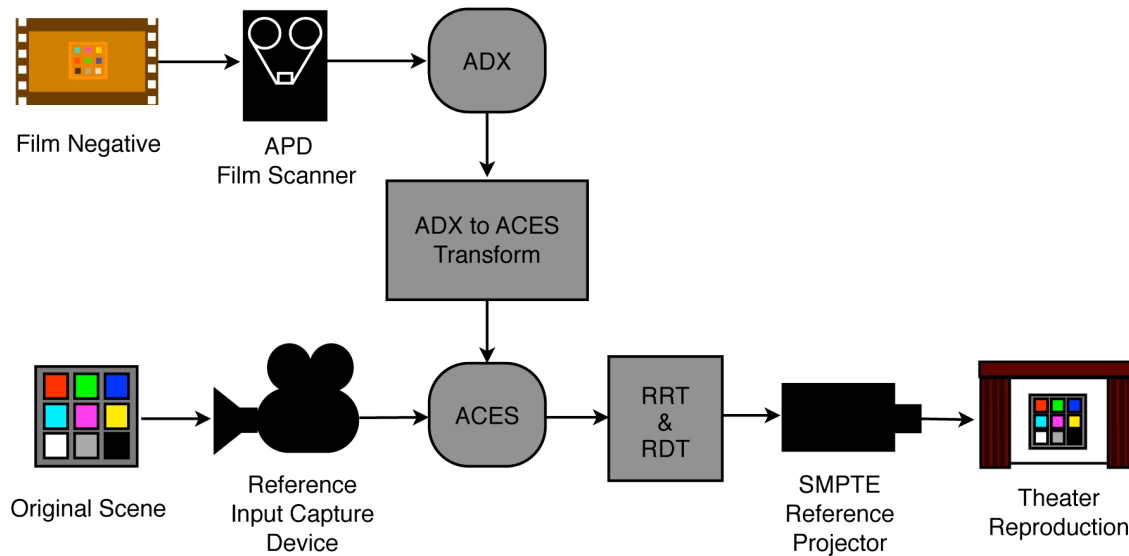 ADX
Film Negative
APD
Film Scanner
ADX to ACES
Transform
ACES
RRT
&
RDT
Original Scene
Reference
Input Capture
Device
SMPTE
Reference
Projector
Theater
Reproduction